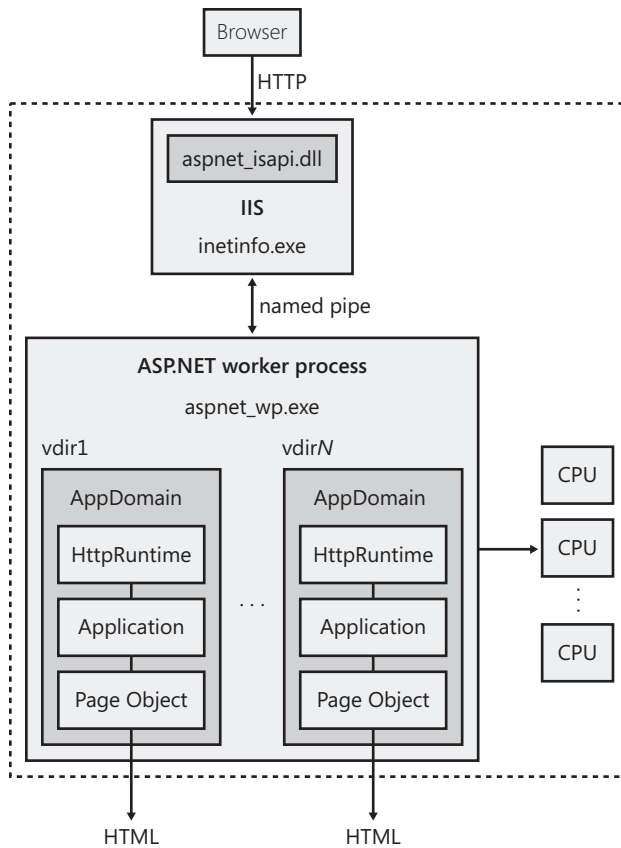 Browser
HTTP
aspnet_isapi.dll
IIS
inetinfo.exe
named pipe
ASP.NET worker process
aspnet_wp.exe
vdir1
vdirN
AppDomain
HttpRuntime
Application
Page Object
. . .
AppDomain
HttpRuntime
Application
Page Object
CPU
CPU
. . .
CPU
HTML
HTML